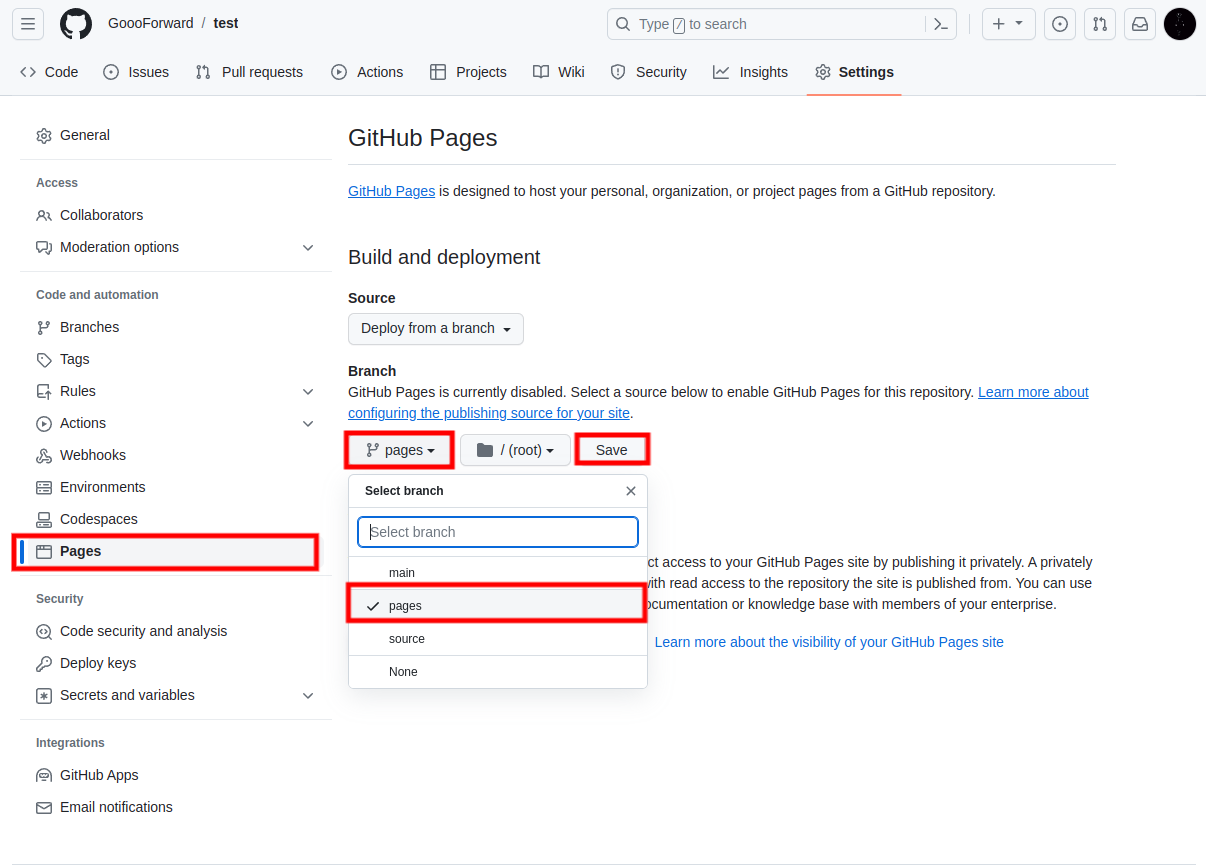 GoooForward / test
Type / to search
Code Issues Pull requests Actions Projects Wiki Security Insights Settings
General
Access
Collaborators
Moderation options
Code and automation
Branches
Tags
Rules
Actions
Webhooks
Environments
Codespaces
Pages
Security
Code security and analysis
Deploy keys
Secrets and variables
Integrations
GitHub Apps
Email notifications
GitHub Pages
GitHub Pages is designed to host your personal, organization, or project pages from a GitHub repository.
Build and deployment
Source
Deploy from a branch
Branch
GitHub Pages is currently disabled. Select a source below to enable GitHub Pages for this repository. Learn more about
configuring the publishing source for your site.
pages / (root) Save
Select branch
Select branch
main
pages
source
None
access to your GitHub Pages site by publishing it privately. A privately
with read access to the repository the site is published from. You can use
documentation or knowledge base with members of your enterprise.
Learn more about the visibility of your GitHub Pages site